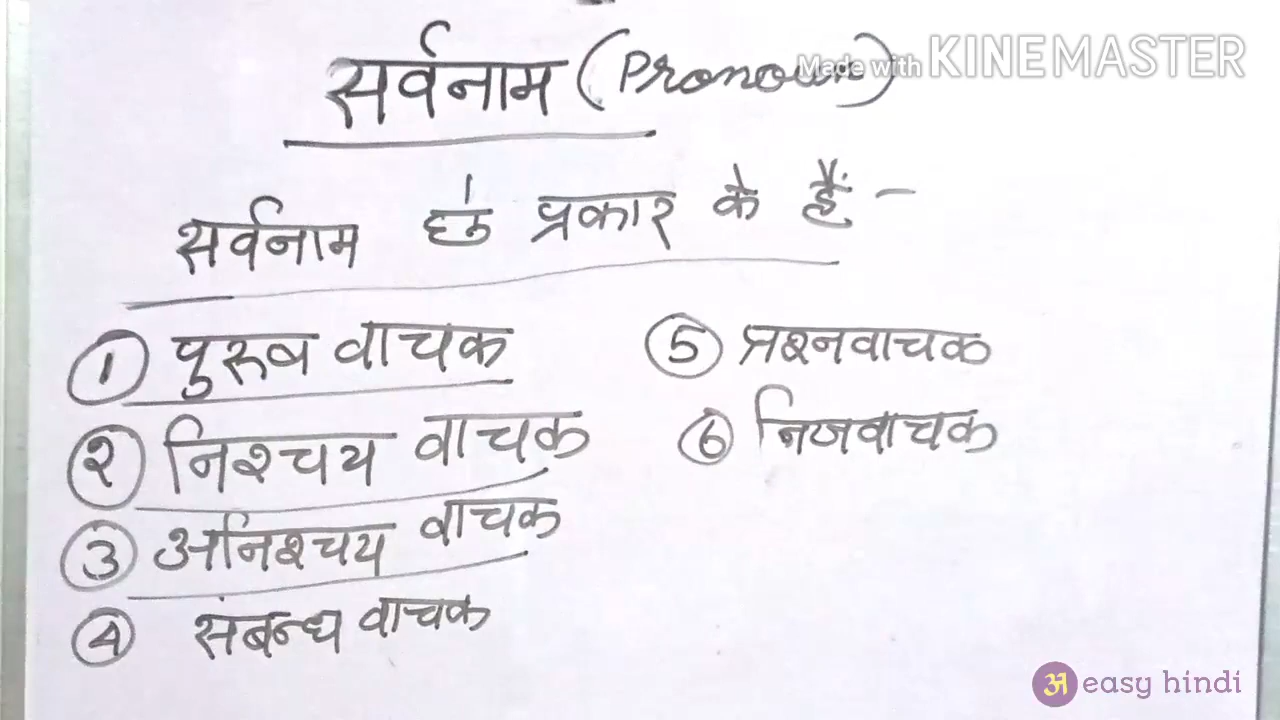 सर्वनाम (Pronoun)
Made with KINEMASTER
सर्वनाम छः प्रकार के हैं -
① पुरुष वाचक
② निश्चय वाचक
③ अनिश्चय वाचक
④ संबन्ध वाचक
⑤ प्रश्नवाचक
⑥ निजवाचक
अ easy hindi